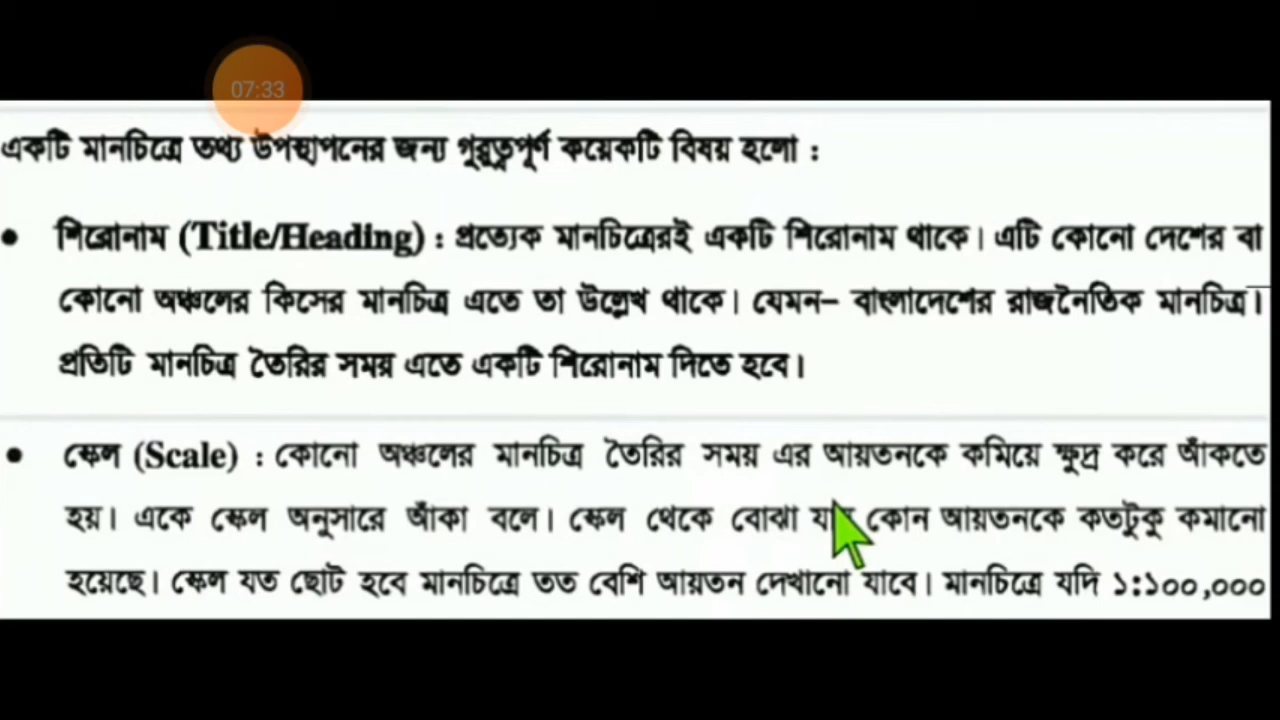 07:33
একটি মানচিত্রে তথ্য উপস্থাপনের জন্য গুরুত্বপূর্ণ কয়েকটি বিষয় হলো :
• শিরোনাম (Title/Heading) : প্রত্যেক মানচিত্রেরই একটি শিরোনাম থাকে। এটি কোনো দেশের বা
কোনো অঞ্চলের কিসের মানচিত্র এতে তা উল্লেখ থাকে। যেমন– বাংলাদেশের রাজনৈতিক মানচিত্র।
প্রতিটি মানচিত্র তৈরির সময় এতে একটি শিরোনাম দিতে হবে।
• স্কেল (Scale) : কোনো অঞ্চলের মানচিত্র তৈরির সময় এর আয়তনকে কমিয়ে ক্ষুদ্র করে আঁকতে
হয়। একে স্কেল অনুসারে আঁকা বলে। স্কেল থেকে বোঝা যায় কোন আয়তনকে কতটুকু কমানো
হয়েছে। স্কেল যত ছোট হবে মানচিত্রে তত বেশি আয়তন দেখানো যাবে। মানচিত্রে যদি ১:১০০,০০০